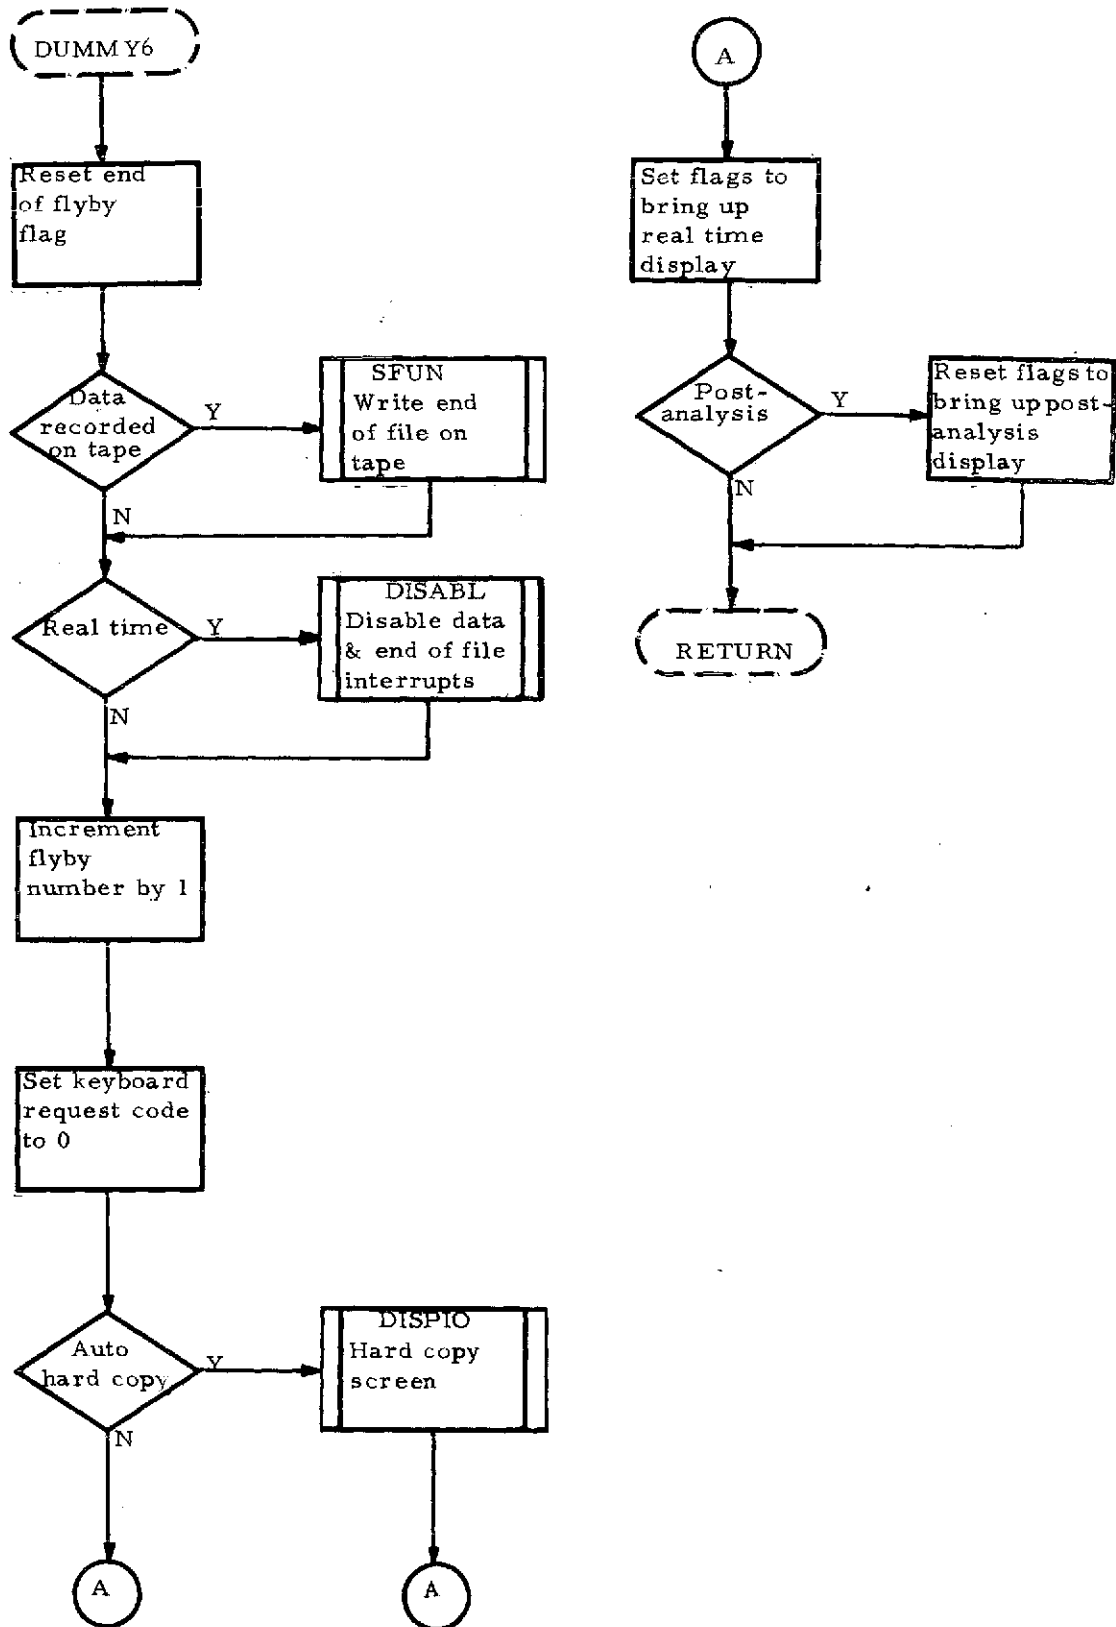 DUMMY6
Reset end
of flyby
flag
Data
recorded
on tape
Y
N
SFUN
Write end
of file on
tape
Real time
Y
N
DISABL
Disable data
& end of file
interrupts
Increment
flyby
number by 1
Set keyboard
request code
to 0
Auto
hard copy
Y
N
DISPIO
Hard copy
screen
A
A
A
Set flags to
bring up
real time
display
Post-
analysis
Y
N
Reset flags to
bring up post-
analysis
display
RETURN